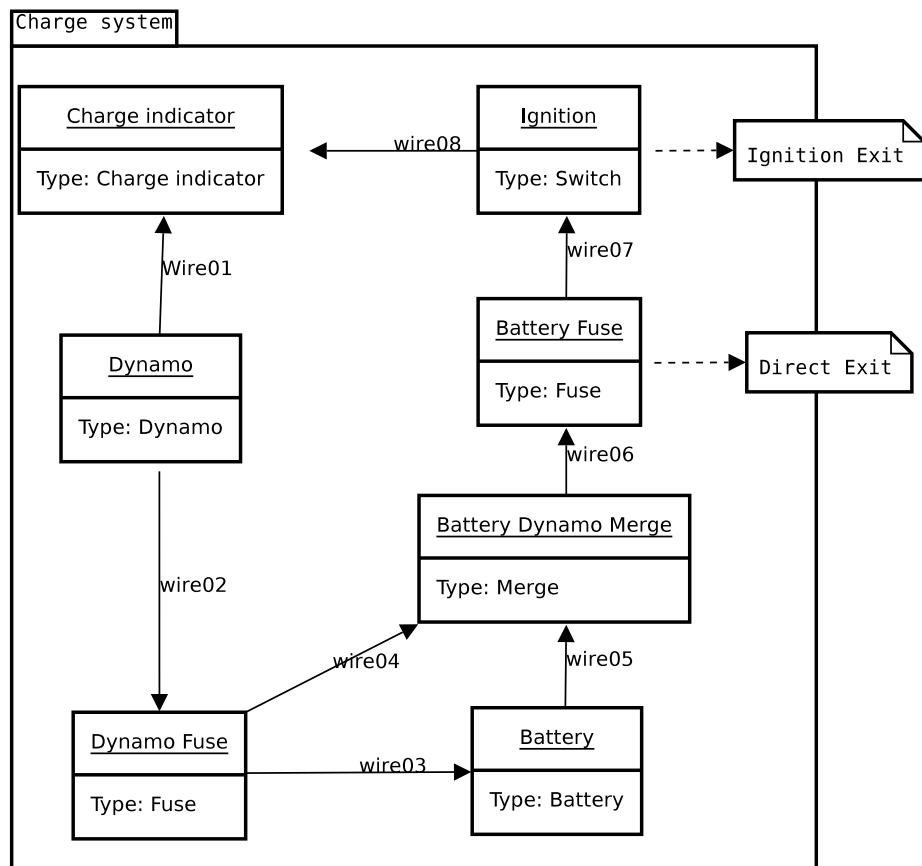 Charge system
Charge indicator
Type: Charge indicator
wire08
Ignition
Type: Switch
Ignition Exit
Wire01
wire07
Dynamo
Type: Dynamo
Battery Fuse
Type: Fuse
Direct Exit
wire06
wire02
Battery Dynamo Merge
Type: Merge
wire04
wire05
Dynamo Fuse
Type: Fuse
wire03
Battery
Type: Battery